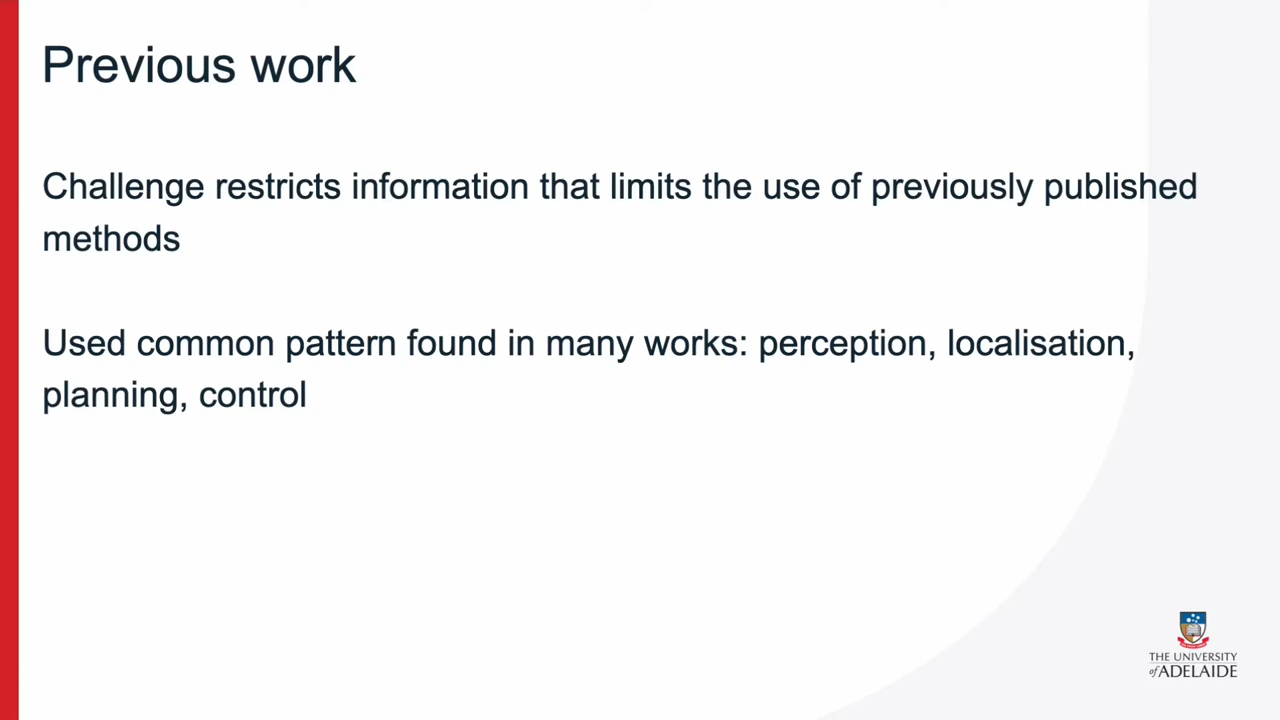 Previous work
Challenge restricts information that limits the use of previously published
methods
Used common pattern found in many works: perception, localisation,
planning, control
THE UNIVERSITY
of ADELAIDE